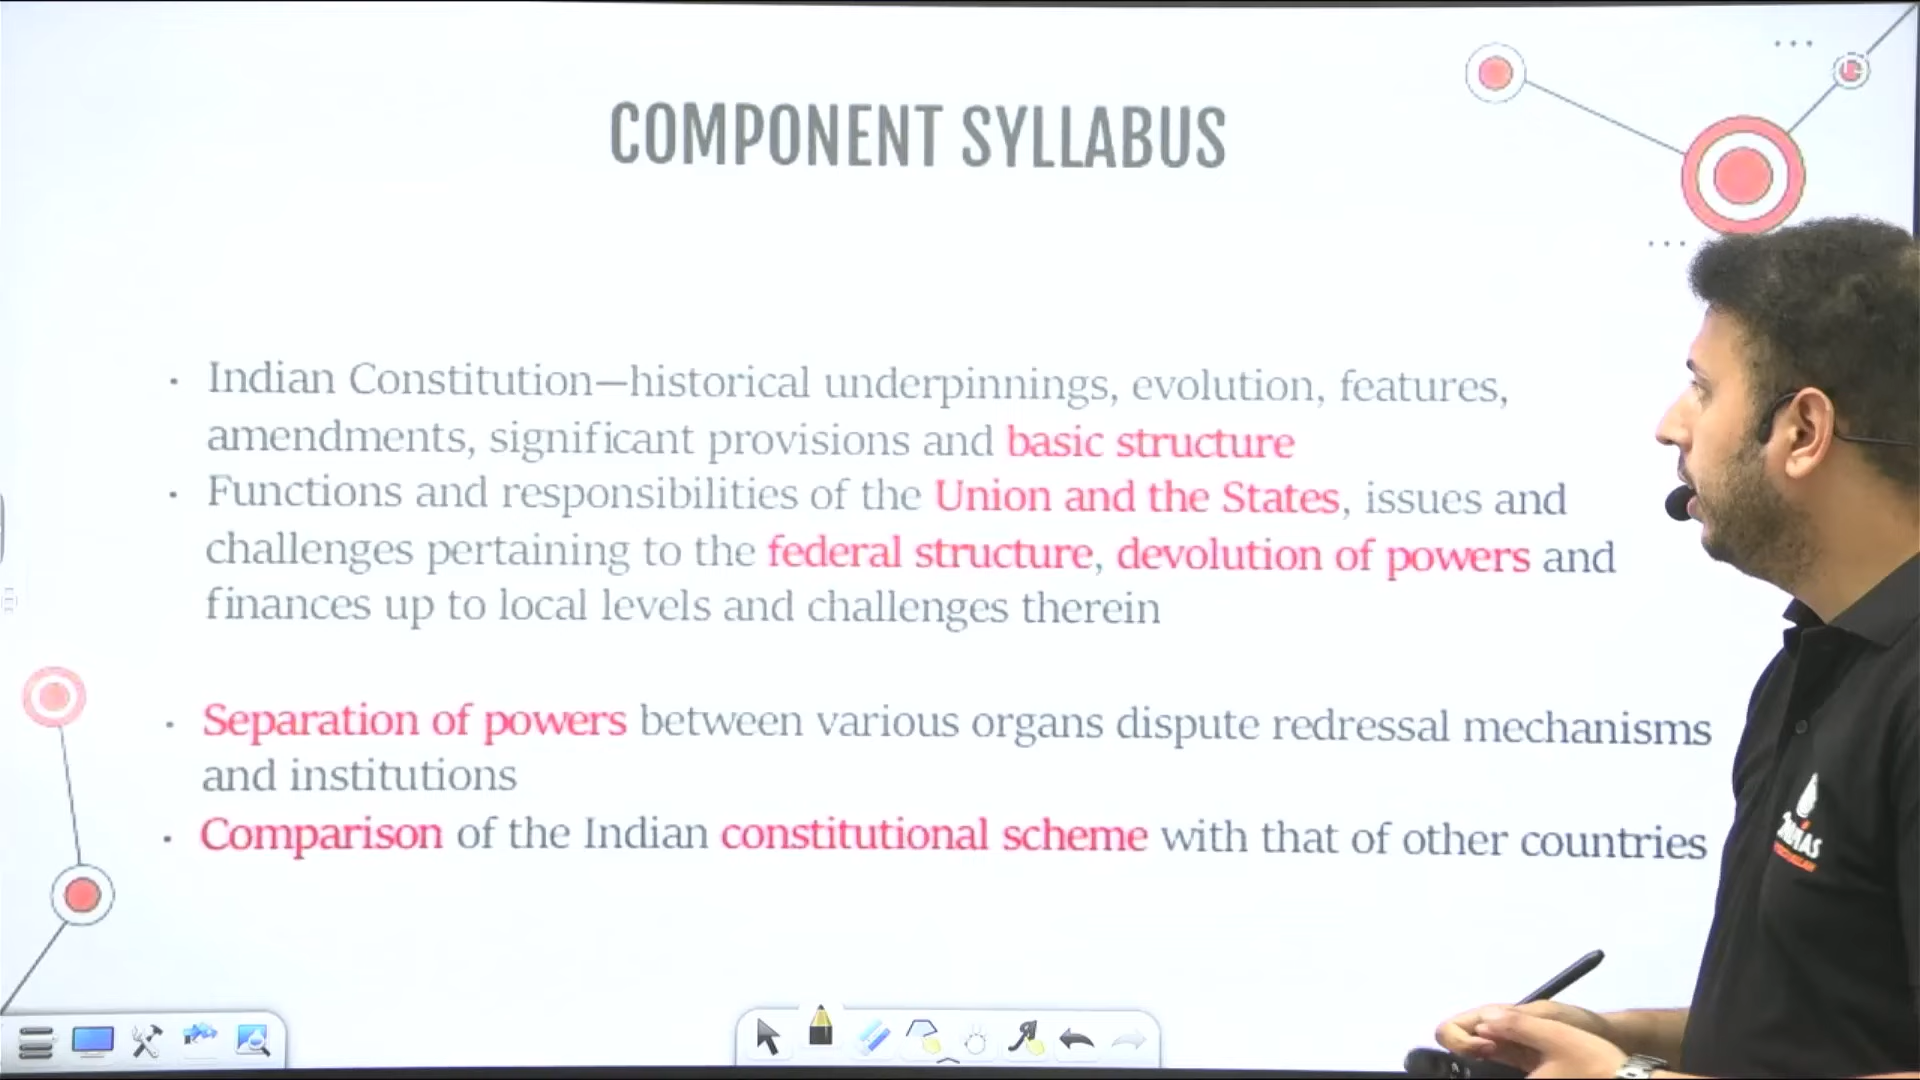 COMPONENT SYLLABUS
· Indian Constitution—historical underpinnings, evolution, features,
amendments, significant provisions and basic structure
· Functions and responsibilities of the Union and the States, issues and
challenges pertaining to the federal structure, devolution of powers and
finances up to local levels and challenges therein
· Separation of powers between various organs dispute redressal mechanisms
and institutions
· Comparison of the Indian constitutional scheme with that of other countries